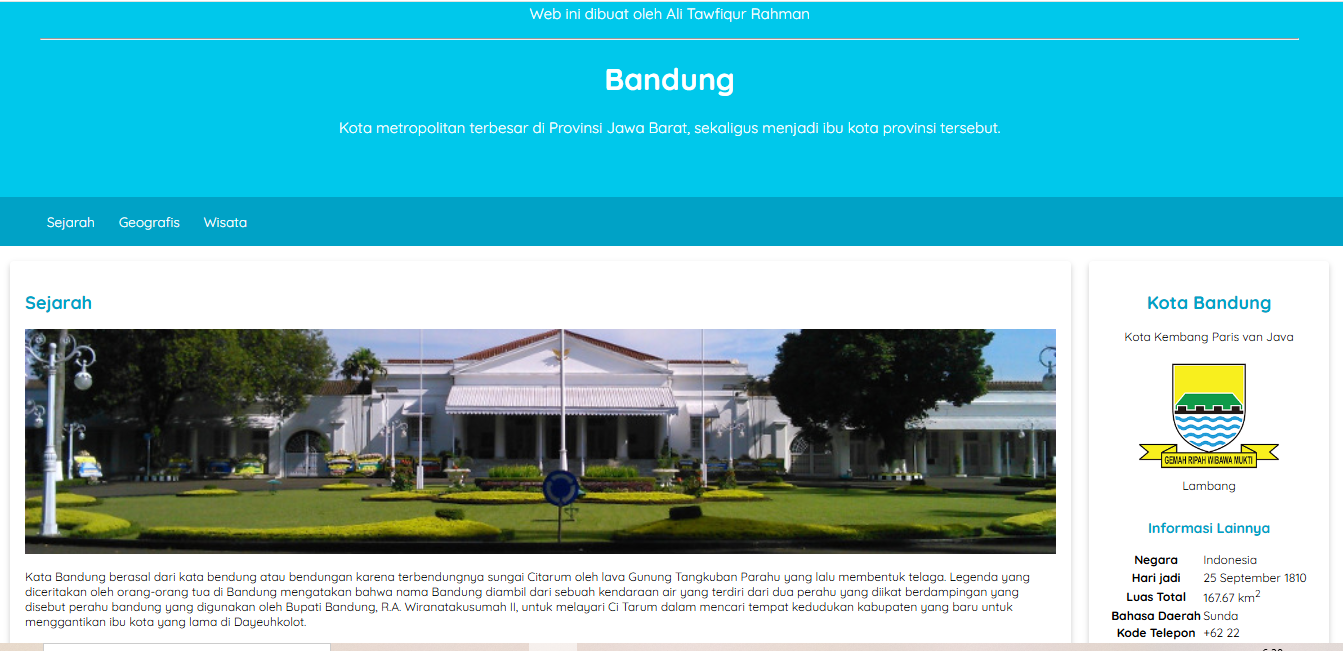 Web ini dibuat oleh Ali Tawfiqur Rahman
Bandung
Kota metropolitan terbesar di Provinsi Jawa Barat, sekaligus menjadi ibu kota provinsi tersebut.
Sejarah Geografis Wisata
Sejarah
Kata Bandung berasal dari kata bendung atau bendungan karena terbendungnya sungai Citarum oleh lava Gunung Tangkuban Parahu yang lalu membentuk telaga. Legenda yang
diceritakan oleh orang-orang tua di Bandung mengatakan bahwa nama Bandung diambil dari sebuah kendaraan air yang terdiri dari dua perahu yang diikat berdampingan yang
disebut perahu bandung yang digunakan oleh Bupati Bandung, R.A. Wiranatakusumah II, untuk melayari Ci Tarum dalam mencari tempat kedudukan kabupaten yang baru untuk
menggantikan ibu kota yang lama di Dayeuhkolot.
Kota Bandung
Kota Kembang Paris van Java
GEMAH RIPAH WIBAWA MUKTI
Lambang
Informasi Lainnya
Negara Indonesia
Hari jadi 25 September 1810
Luas Total 167.67 km2
Bahasa Daerah Sunda
Kode Telepon +62 22